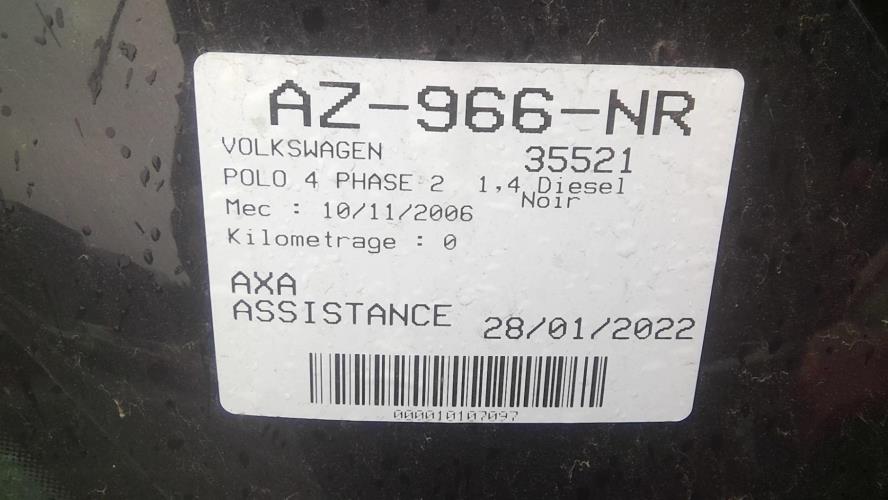 AZ-966-NR
VOLKSWAGEN 35521
POLO 4 PHASE 2 1,4 Diesel
Noir
Mec : 10/11/2006
Kilometrage : 0
AXA
ASSISTANCE 28/01/2022
000010107097